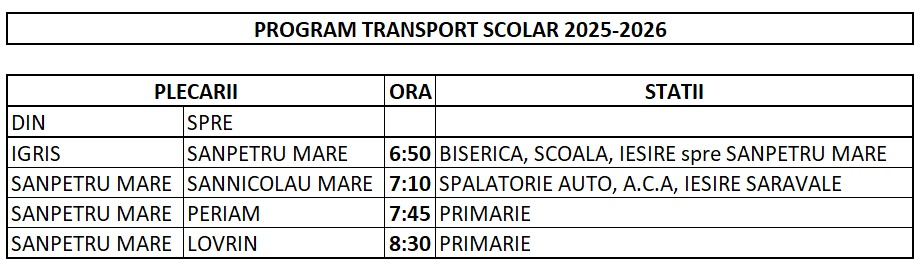 PROGRAM TRANSPORT SCOLAR 2025-2026
PLECARII ORA STATII
DIN SPRE
IGRIS SANPETRU MARE 6:50 BISERICA, SCOALA, IESIRE spre SANPETRU MARE
SANPETRU MARE SANNICOLAU MARE 7:10 SPALATORIE AUTO, A.C.A, IESIRE SARAVALE
SANPETRU MARE PERIAM 7:45 PRIMARIE
SANPETRU MARE LOVRIN 8:30 PRIMARIE